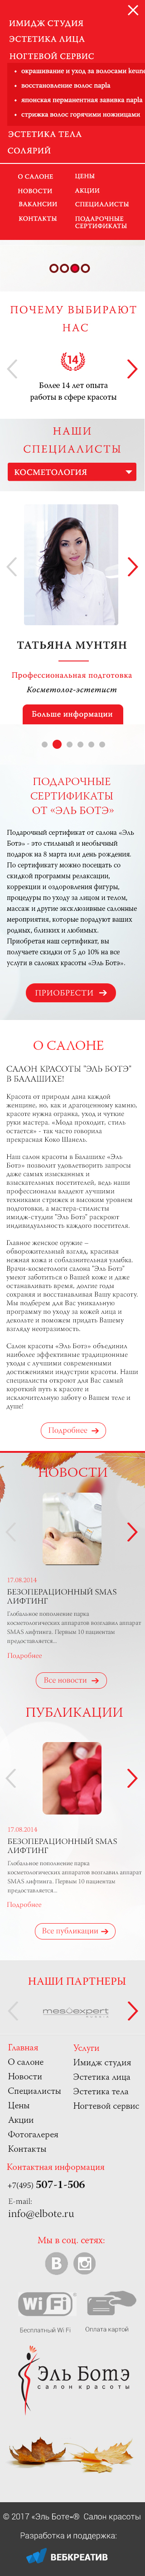 ИМИДЖ СТУДИЯ
ЭСТЕТИКА ЛИЦА
НОГТЕВОЙ СЕРВИС
окрашивание и уход за волосами keune
восстановление волос napla
японская перманентная завивка napla
стрижка волос горячими ножницами
ЭСТЕТИКА ТЕЛА
СОЛЯРИЙ
О САЛОНЕ
ЦЕНЫ
НОВОСТИ
АКЦИИ
ВАКАНСИИ
СПЕЦИАЛИСТЫ
КОНТАКТЫ
ПОДАРОЧНЫЕ
СЕРТИФИКАТЫ
ПОЧЕМУ ВЫБИРАЮТ
НАС
14
Более 14 лет опыта
работы в сфере красоты
НАШИ
СПЕЦИАЛИСТЫ
КОСМЕТОЛОГИЯ
ТАТЬЯНА МУНТЯН
Профессиональная подготовка
Косметолог-эстетист
Больше информации
ПОДАРОЧНЫЕ
СЕРТИФИКАТЫ
ОТ «ЭЛЬ БОТЭ»
Подарочный сертификат от салона «Эль
Ботэ» - это стильный и необычный
подарок на 8 марта или день рождения.
По сертификату можно посещать со
скидкой программы релаксации,
коррекции и оздоровления фигуры,
процедуры по уходу за лицом и телом,
массаж и другие эксклюзивные салонные
мероприятия, которые порадуют ваших
родных, близких и любимых.
Приобретая наш сертификат, вы
получаете скидки от 5 до 10% на все
услуги в салонах красоты «Эль Ботэ».
ПРИОБРЕСТИ
О САЛОНЕ
САЛОН КРАСОТЫ "ЭЛЬ БОТЭ"
В БАЛАШИХЕ!
Красота от природы дана каждой
женщине, но, как и драгоценному камню,
красоте нужна оправа, уход и чуткие
руки мастера. «Мода проходит, стиль
остается» - так часто говорила
прекрасная Коко Шанель.
Наш салон красоты в Балашихе «Эль
Ботэ» позволит удовлетворить запросы
даже самых изысканных и
взыскательных посетителей, ведь наши
профессионалы владеют лучшими
техниками стрижек и высоким уровнем
подготовки, а мастера-стилисты
имидж-студии "Эль Ботэ" раскроют
индивидуальность каждого посетителя.
Главное женское оружие –
обворожительный взгляд, красивая
нежная кожа и соблазнительная улыбка.
Врачи-косметологи салона "Эль Ботэ"
умеют заботиться о Вашей коже и даже
останавливать время, долгие годы
сохраняя и восстанавливая Вашу красоту.
Мы подберем для Вас уникальную
программу по уходу за кожей лица и
декольте и поможем придать Вашему
взгляду неотразимость.
Салон красоты «Эль Ботэ» объединил
наиболее эффективные традиционные
уходы с лучшими современными
достижениями индустрии красоты. Наши
специалисты откроют для Вас самый
короткий путь к красоте и
исключительную заботу о Вашем теле и
душе!
Подробнее
НОВОСТИ
17.08.2014
БЕЗОПЕРАЦИОННЫЙ SMAS
ЛИФТИНГ
Глобальное пополнение парка
косметологических аппаратов возглавил аппарат
SMAS лифтинга. Первым 10 пациентам
предоставляется...
Подробнее
Все новости
ПУБЛИКАЦИИ
17.08.2014
БЕЗОПЕРАЦИОННЫЙ SMAS
ЛИФТИНГ
Глобальное пополнение парка
косметологических аппаратов возглавил аппарат
SMAS лифтинга. Первым 10 пациентам
предоставляется...
Подробнее
Все публикации
НАШИ ПАРТНЕРЫ
mesoexpert
Главная
Услуги
О салоне
Имидж студия
Новости
Эстетика лица
Специалисты
Эстетика тела
Цены
Ногтевой сервис
Акции
Фотогалерея
Контакты
Контактная информация
+7(495) 507-1-506
E-mail:
info@elbote.ru
Мы в соц. сетях:
B
Wi Fi
Бесплатный Wi Fi
Оплата картой
Эль Ботэ
салон красоты
© 2017 «Эль Боте»® Салон красоты
Разработка и поддержка:
ВЕБКРЕАТИВ